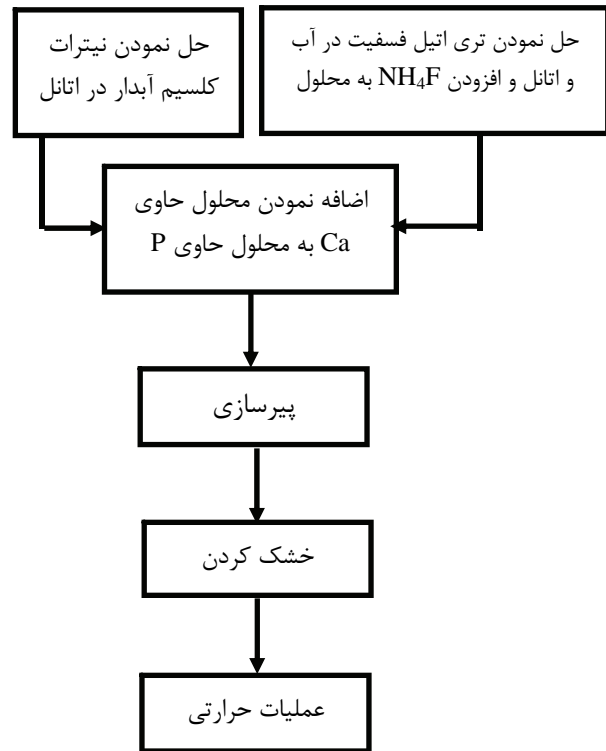 حل نمودن تری اتیل فسفیت در آب
و اتانل و افزودن NH₄F به محلول
حل نمودن نیترات
کلسیم آبدار در اتانل
اضافه نمودن محلول حاوی
Ca به محلول حاوی P
پیرسازی
خشک کردن
عملیات حرارتی